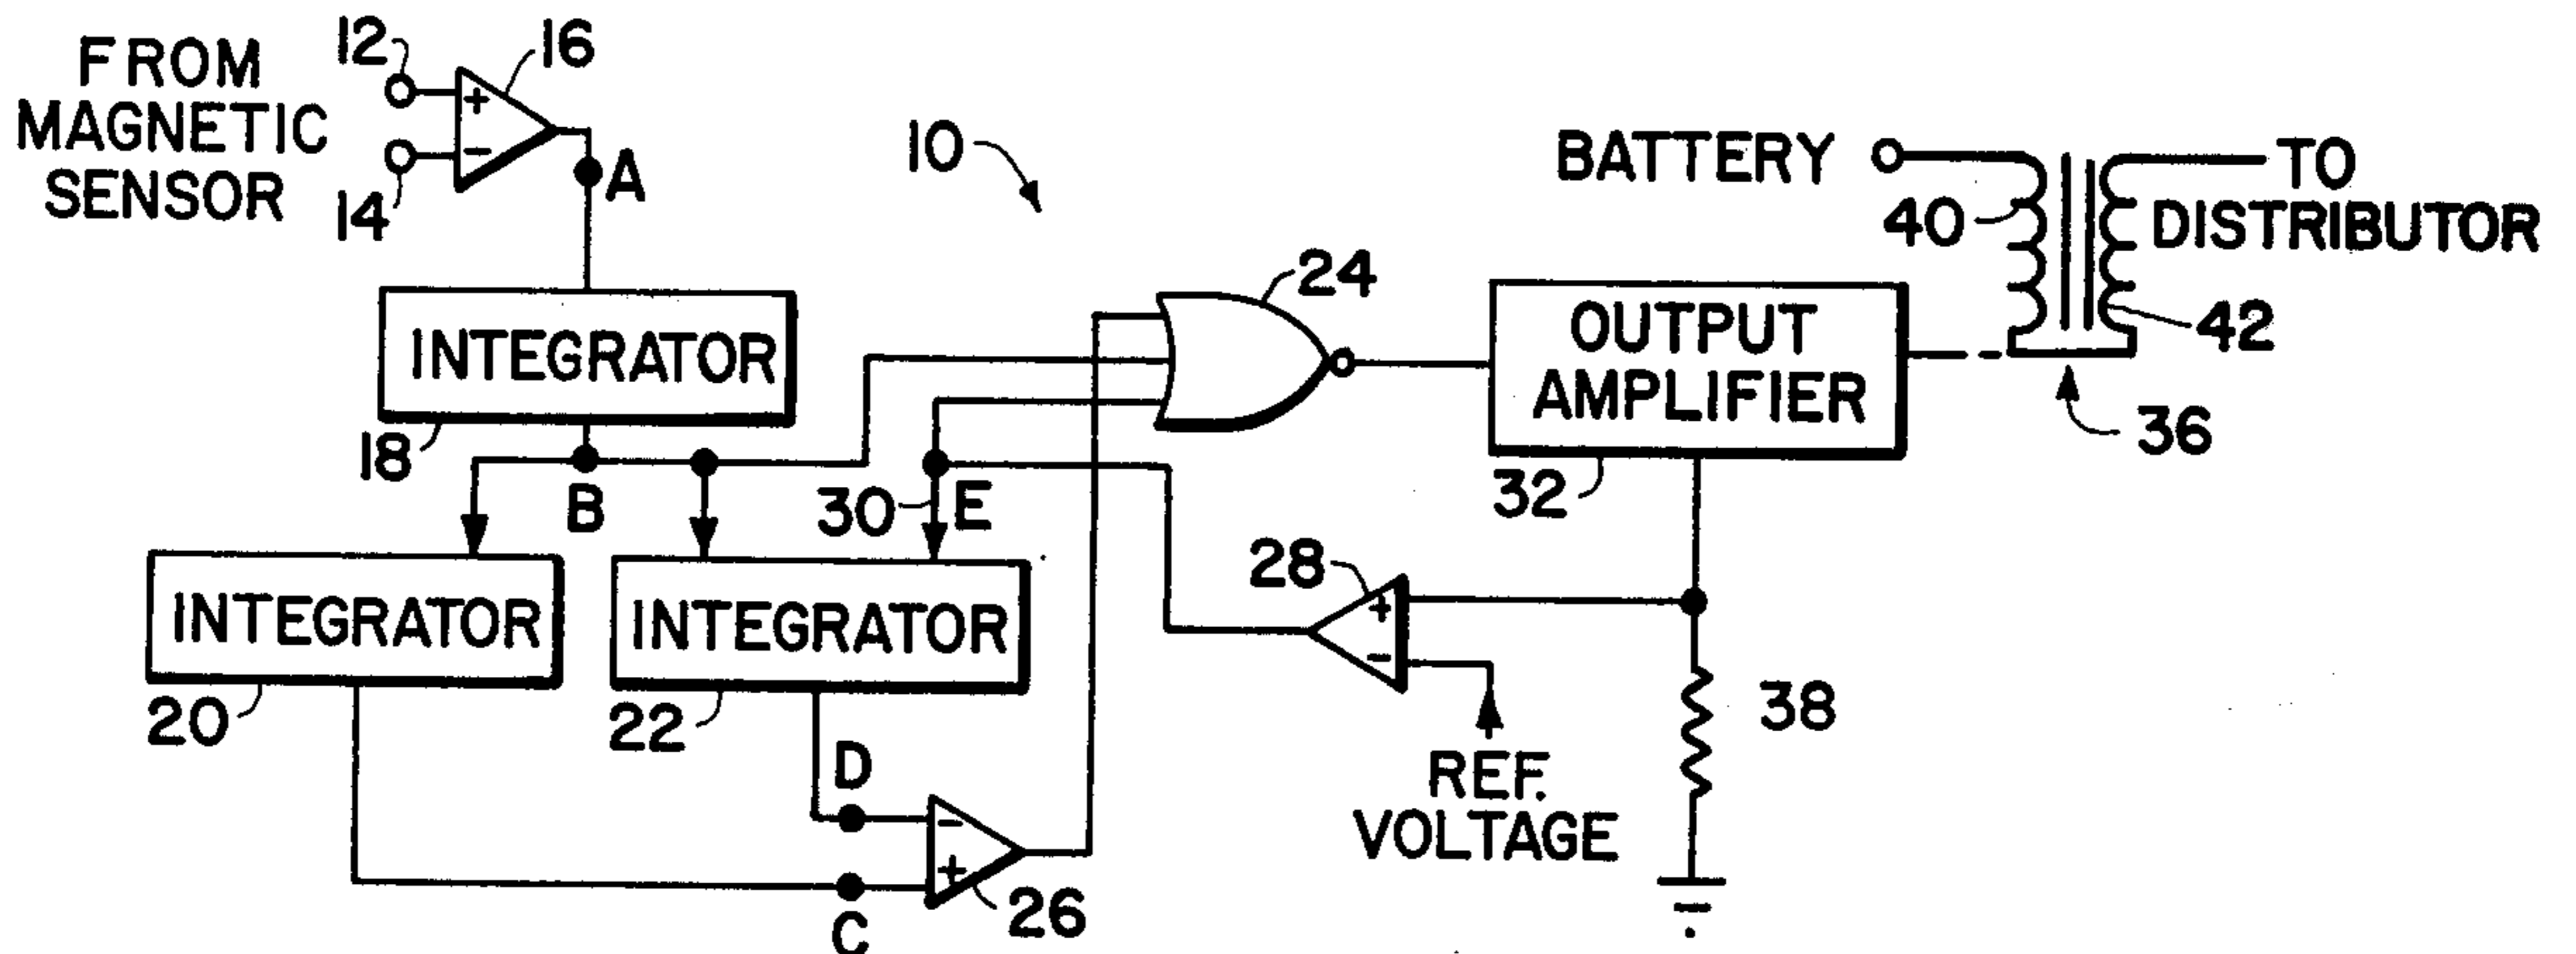 FROM
MAGNETIC
SENSOR
12
14
16
+
−
A
10
INTEGRATOR
18
B
INTEGRATOR
20
INTEGRATOR
22
30
E
D
C
−
+
26
24
OUTPUT
AMPLIFIER
32
28
+
−
REF.
VOLTAGE
38
BATTERY
40
TO
DISTRIBUTOR
42
36